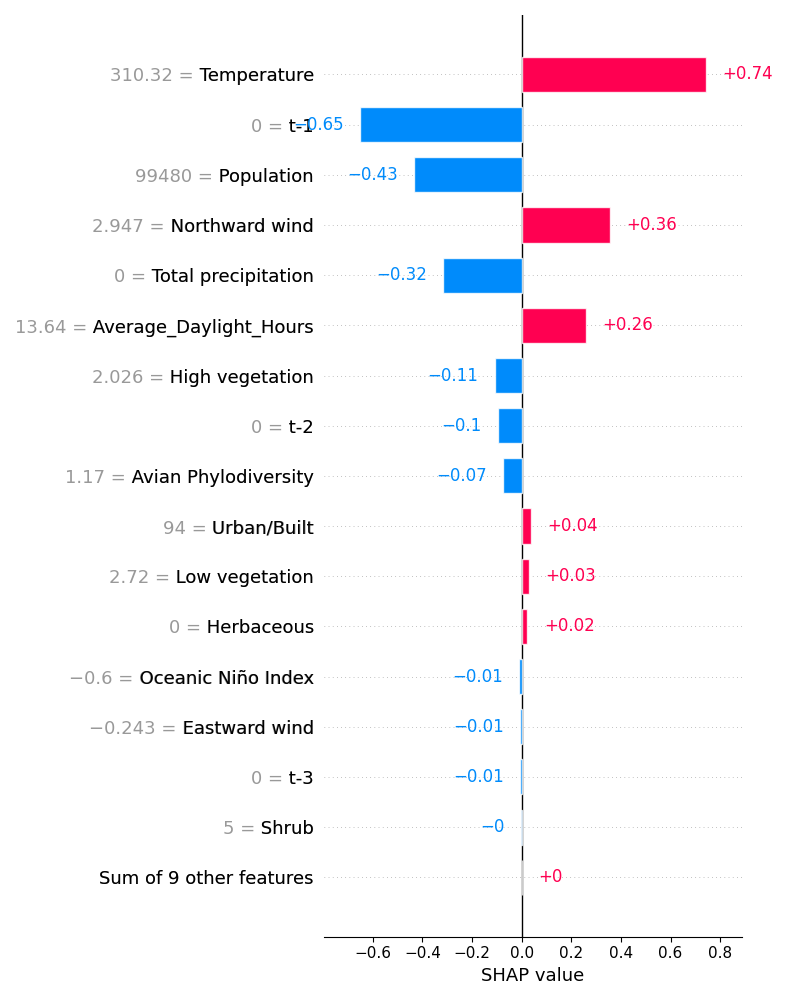 310.32 = Temperature +0.74
0 = t-1 −0.65
99480 = Population −0.43
2.947 = Northward wind +0.36
0 = Total precipitation −0.32
13.64 = Average_Daylight_Hours +0.26
2.026 = High vegetation −0.11
0 = t-2 −0.1
1.17 = Avian Phylodiversity −0.07
94 = Urban/Built +0.04
2.72 = Low vegetation +0.03
0 = Herbaceous +0.02
−0.6 = Oceanic Niño Index −0.01
−0.243 = Eastward wind −0.01
0 = t-3 −0.01
5 = Shrub −0
Sum of 9 other features +0
−0.6 −0.4 −0.2 0.0 0.2 0.4 0.6 0.8
SHAP value